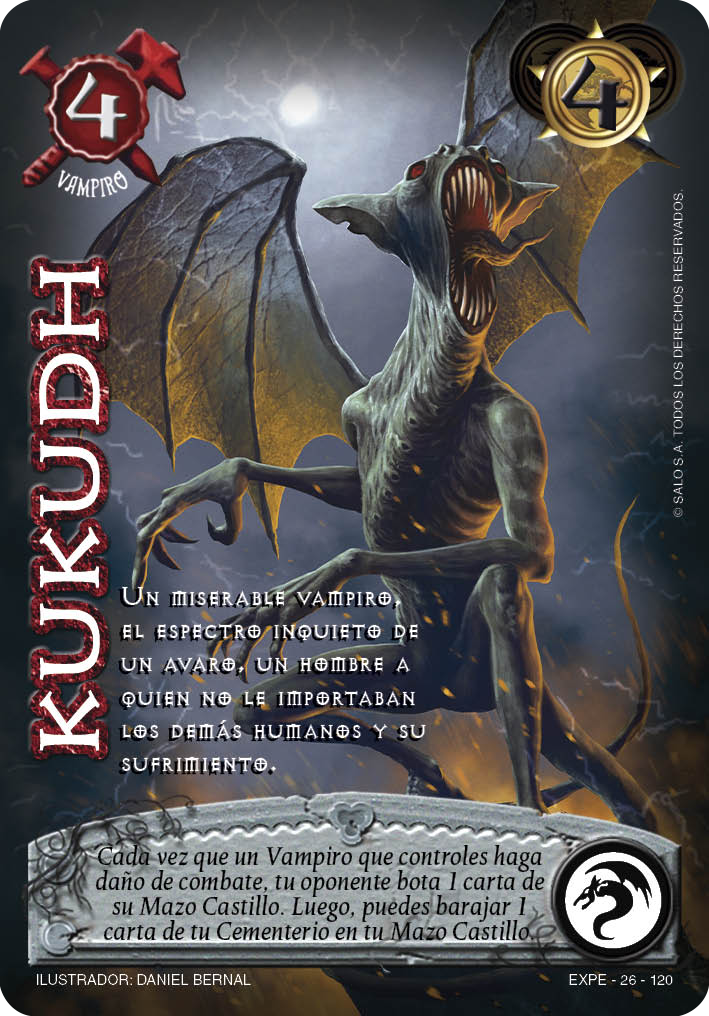 4
VAMPIRO
4
KUKUDH
© SALO S.A. TODOS LOS DERECHOS RESERVADOS.
Un miserable vampiro,
el espectro inquieto de
un avaro, un hombre a
quien no le importaban
los demás humanos y su
sufrimiento.
Cada vez que un Vampiro que controles haga
daño de combate, tu oponente bota 1 carta de
su Mazo Castillo. Luego, puedes barajar 1
carta de tu Cementerio en tu Mazo Castillo
ILUSTRADOR: DANIEL BERNAL
EXPE - 26 - 120